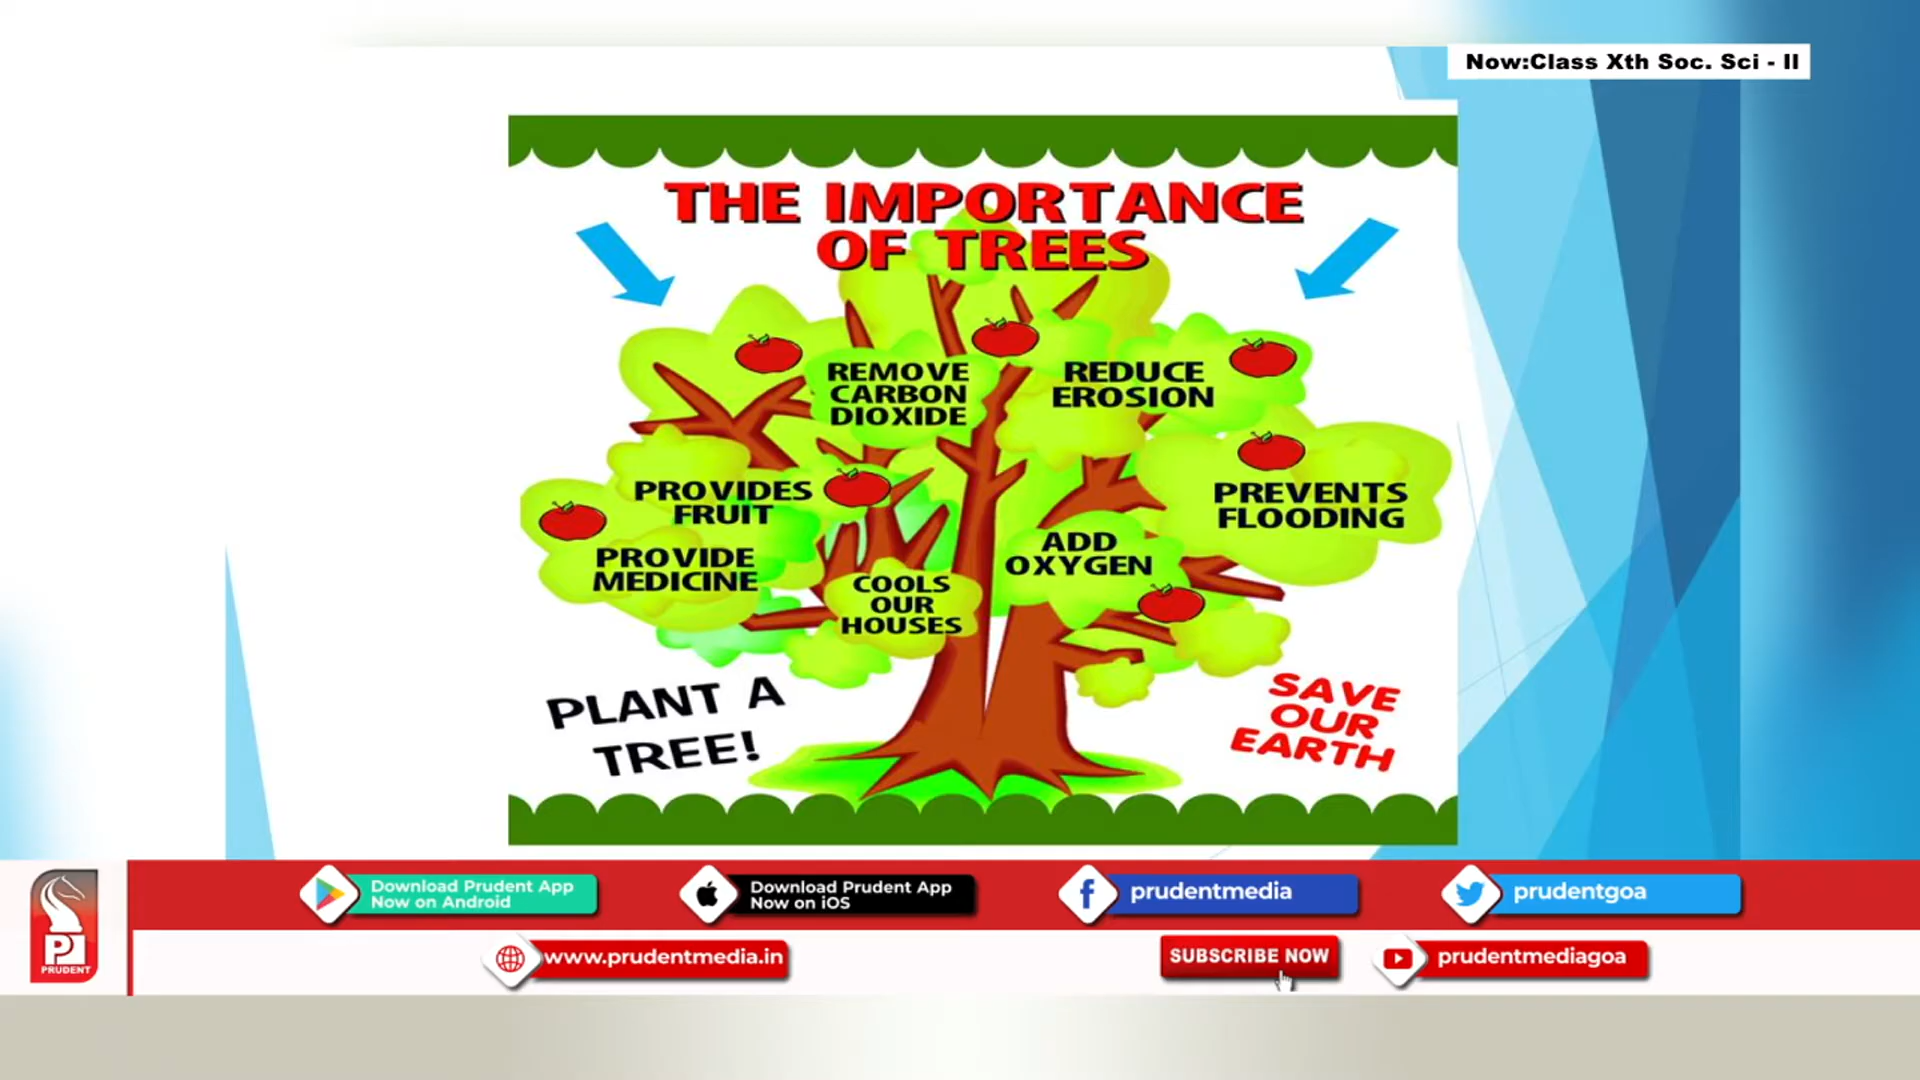 Now:Class Xth Soc. Sci - II
THE IMPORTANCE
OF TREES
REMOVE
CARBON
DIOXIDE
REDUCE
EROSION
PROVIDES
FRUIT
PREVENTS
FLOODING
PROVIDE
MEDICINE
ADD
OXYGEN
COOLS
OUR
HOUSES
PLANT A
TREE!
SAVE
OUR
EARTH
Download Prudent App
Now on Android
Download Prudent App
Now on iOS
prudentmedia
prudentgoa
PRUDENT
www.prudentmedia.in
SUBSCRIBE NOW
prudentmediagoa